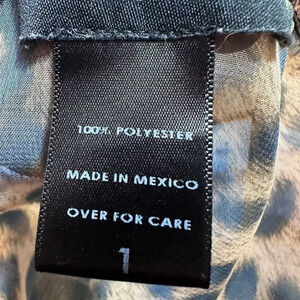 100% POLYESTER
MADE IN MEXICO
OVER FOR CARE
1